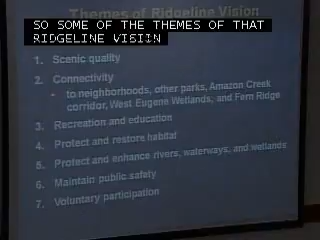 Themes of Ridgeline Vision
SO SOME OF THE THEMES OF THAT
RIDGELINE VISIIN
1. Scenic quality
2. Connectivity
- to neighborhoods, other parks, Amazon Creek
corridor, West Eugene Wetlands, and Fern Ridge
3. Recreation and education
4. Protect and restore habitat
5. Protect and enhance rivers, waterways, and wetlands
6. Maintain public safety
7. Voluntary participation